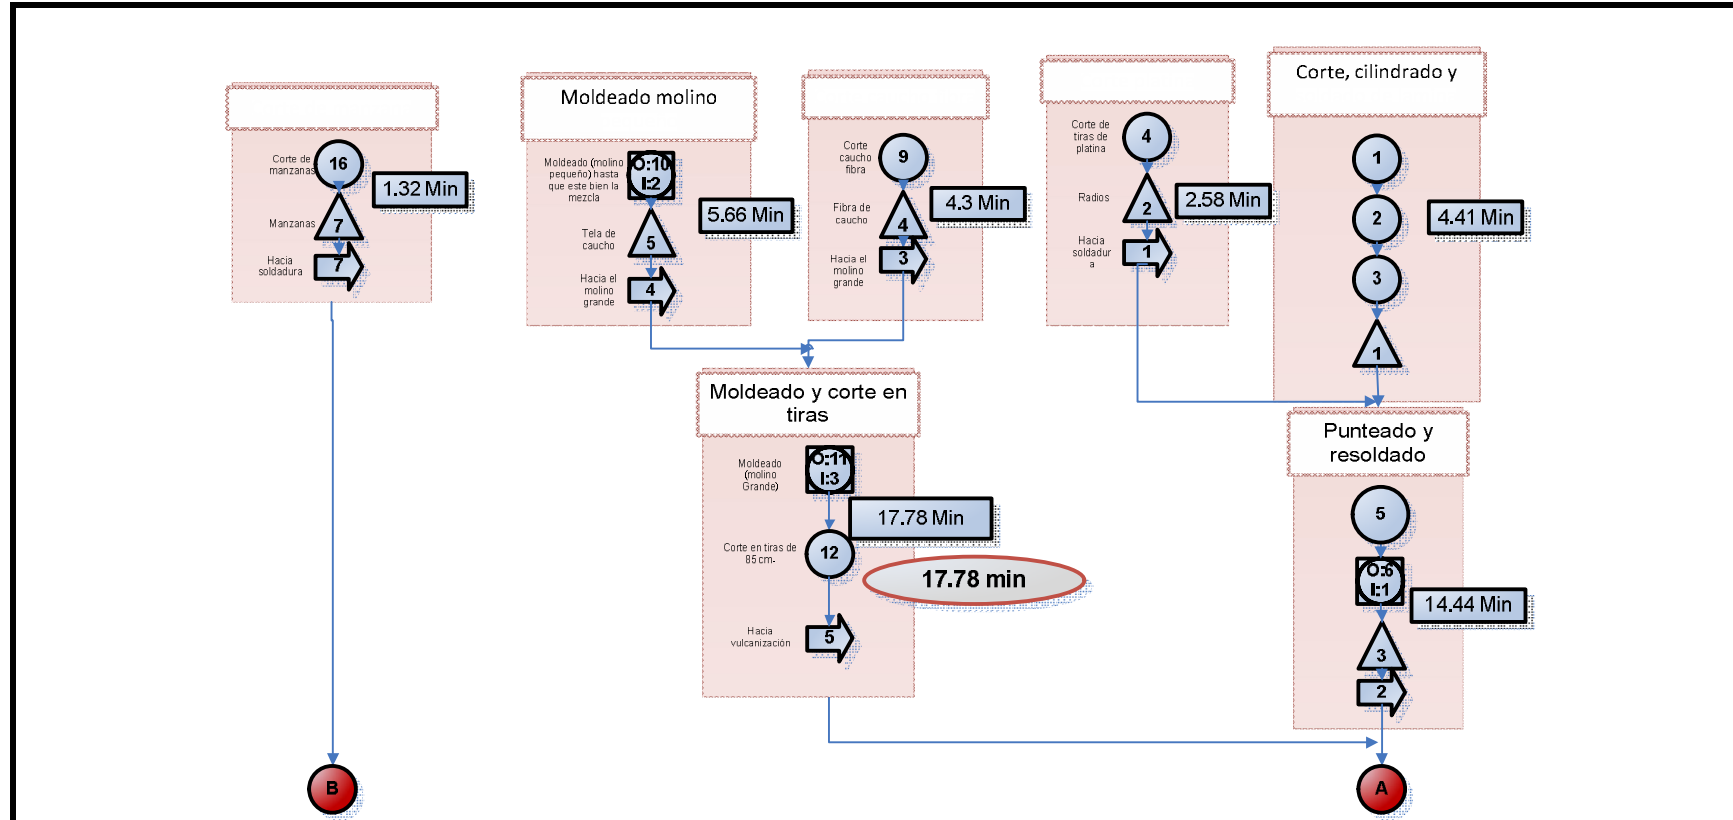 Corte de
manzanas
16
1.32 Min
Manzanas
7
Hacia
soldadura
7
B
Moldeado molino
Moldeado (molino
pequeño) hasta
que este bien la
mezcla
O:10
I:2
5.66 Min
Tela de
caucho
5
Hacia el
molino
grande
4
Corte
caucho
fibra
9
4.3 Min
Fibra de
caucho
4
Hacia el
molino
grande
3
Corte de
tiras de
platina
4
2.58 Min
Radios
2
Hacia
soldadur
a
1
Corte, cilindrado y
1
2
4.41 Min
3
1
Moldeado y corte en
tiras
Moldeado
(molino
Grande)
O:11
I:3
17.78 Min
Corte en tiras de
85 cm-
12
17.78 min
Hacia
vulcanización
5
Punteado y
resoldado
5
O:6
I:1
14.44 Min
3
2
A